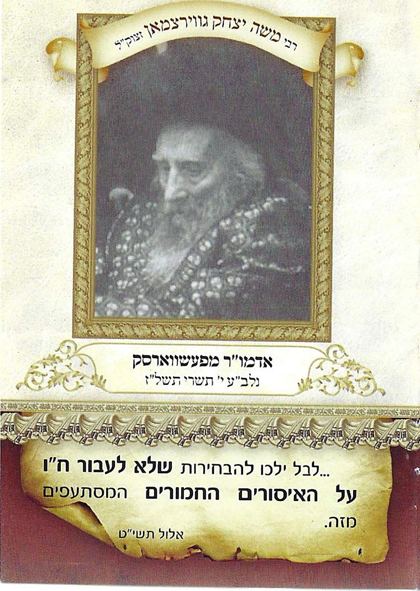 רבי משה יצחק גווירצמאן זצוק"ל
אדמו"ר מפעשווארסק
נלב"ע י' תשרי תשל"ז
...לבל ילכו להבחירות שלא לעבור ח"ו
על האיסורים החמורים המסתעפים
מזה.
אלול תשי"ט